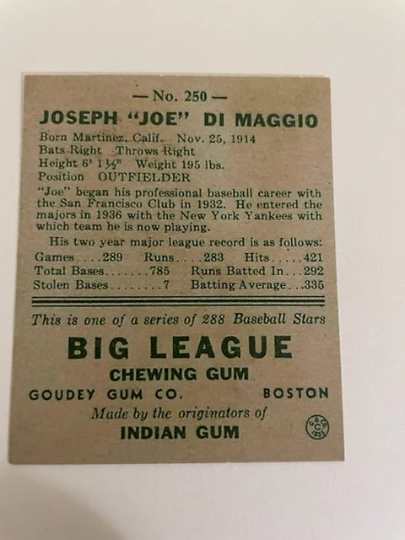 — No. 250 —
JOSEPH "JOE" DI MAGGIO
Born Martinez, Calif. Nov. 25, 1914
Bats Right Throws Right
Height 6' 1½" Weight 195 lbs.
Position OUTFIELDER
"Joe" began his professional baseball career with
the San Francisco Club in 1932. He entered the
majors in 1936 with the New York Yankees with
which team he is now playing.
His two year major league record is as follows:
Games....289 Runs....283 Hits.....421
Total Bases......785 Runs Batted In...292
Stolen Bases........7 Batting Average...335
This is one of a series of 288 Baseball Stars
BIG LEAGUE
CHEWING GUM
GOUDEY GUM CO. BOSTON
Made by the originators of
INDIAN GUM